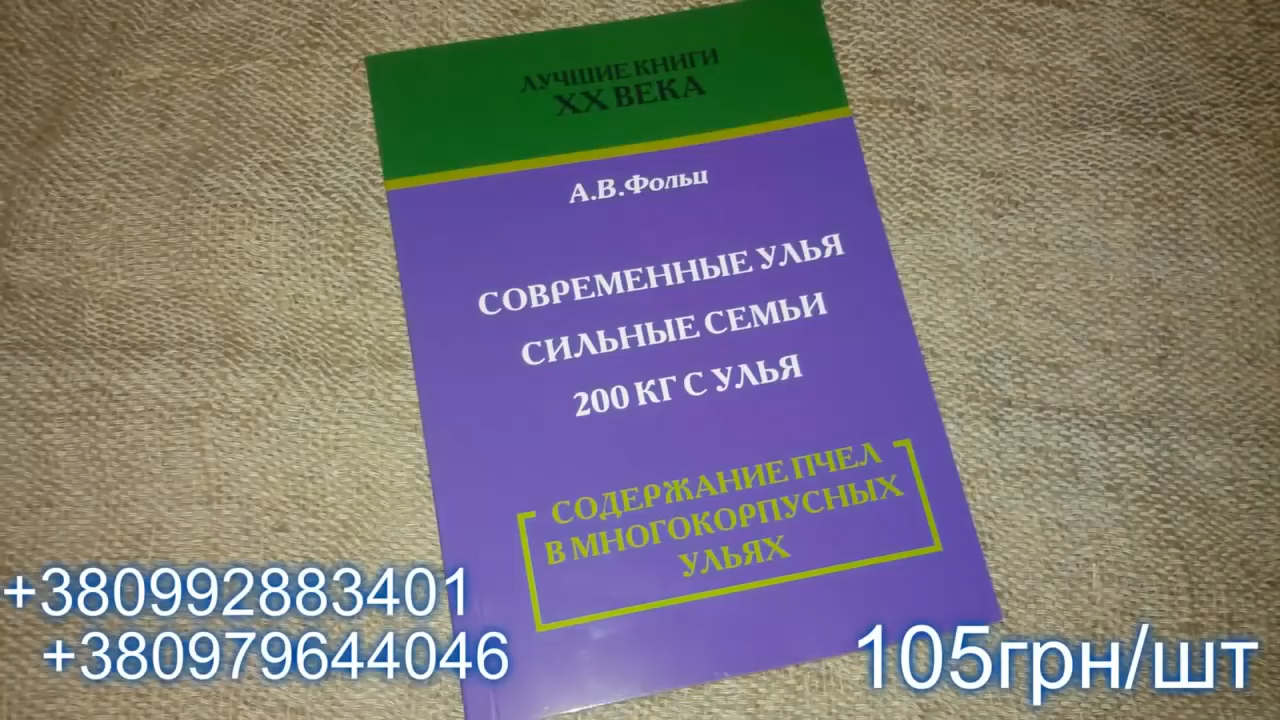 ЛУЧШИЕ КНИГИ
XX ВЕКА
А.В.Фольц
СОВРЕМЕННЫЕ УЛЬЯ
СИЛЬНЫЕ СЕМЬИ
200 КГ С УЛЬЯ
СОДЕРЖАНИЕ ПЧЕЛ
В МНОГОКОРПУСНЫХ
УЛЬЯХ
+380992883401
+380979644046
105грн/шт